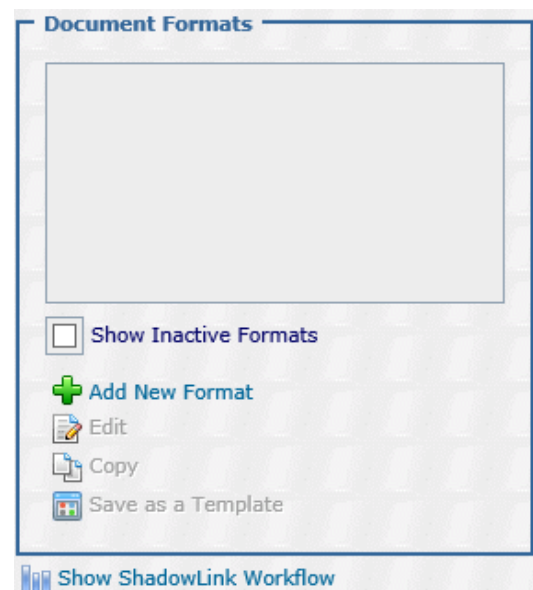 Document Formats
Show Inactive Formats
Add New Format
Edit
Copy
Save as a Template
Show ShadowLink Workflow